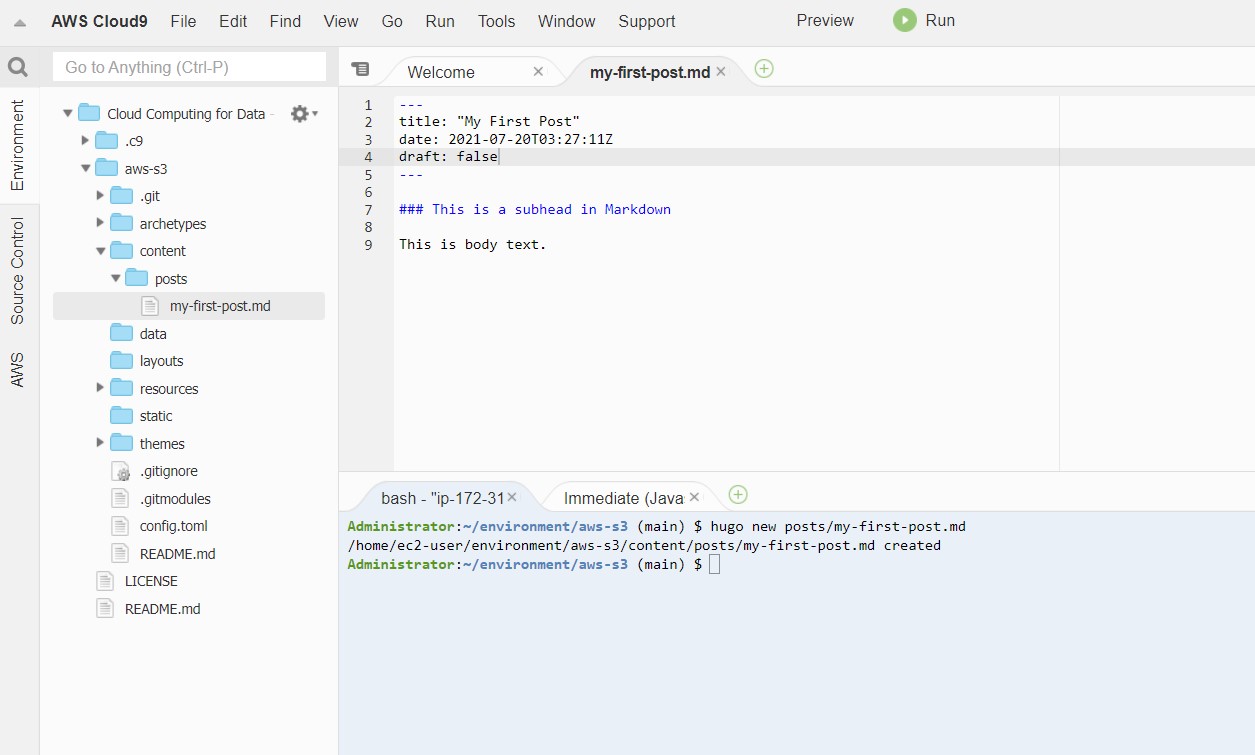 AWS Cloud9 File Edit Find View Go Run Tools Window Support Preview Run
Go to Anything (Ctrl-P)
Environment
Source Control
AWS
Cloud Computing for Data -
.c9
aws-s3
.git
archetypes
content
posts
my-first-post.md
data
layouts
resources
static
themes
.gitignore
.gitmodules
config.toml
README.md
LICENSE
README.md
Welcome
my-first-post.md
1 ---
2 title: "My First Post"
3 date: 2021-07-20T03:27:11Z
4 draft: false
5 ---
6
7 ### This is a subhead in Markdown
8
9 This is body text.
bash - "ip-172-31
Immediate (Java
Administrator:~/environment/aws-s3 (main) $ hugo new posts/my-first-post.md
/home/ec2-user/environment/aws-s3/content/posts/my-first-post.md created
Administrator:~/environment/aws-s3 (main) $